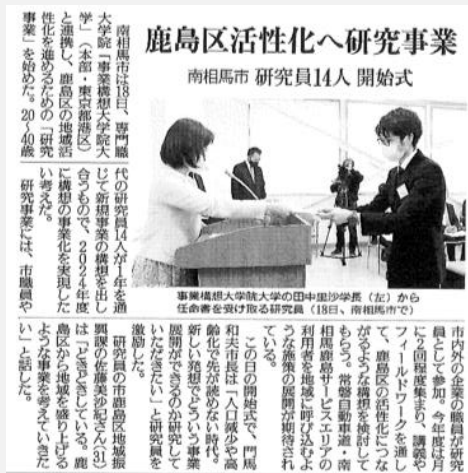 鹿島区活性化へ研究事業
南相馬市 研究員14人 開始式
南相馬市は18日、専門職
大学院「事業構想大学院大
学」（本部・東京都港区）
と連携し、鹿島区の地域活
性化を進めるための「研究
事業」を始めた。20〜40歳
代の研究員14人が1年を通
じて新規事業の構想を出し
合うもので、2024年度
に構想の事業化を実現した
い考えだ。
研究事業には、市職員や
事業構想大学院大学の田中里沙学長（左）から
任命書を受け取る研究員（18日、南相馬市で）
市内外の企業の職員が研究
員として参加。今年度は月
に2回程度集まり、講義や
フィールドワークを通じ
て、鹿島区の活性化につな
がるような構想を検討して
もらう。常磐自動車道・南
相馬鹿島サービスエリアの
利用者を地域に呼び込むよ
うな施策の展開が期待され
ている。
この日の開始式で、門馬
和夫市長は「人口減少や高
齢化で先が読めない時代。
新しい発想でどういう事業
展開ができるのか研究して
いただきたい」と研究員を
激励した。
研究員の市鹿島区地域振
興課の佐藤美沙記さん(31)
は「どきどきしている。鹿
島区から地域を盛り上げる
ような事業を考えていきた
い」と話した。